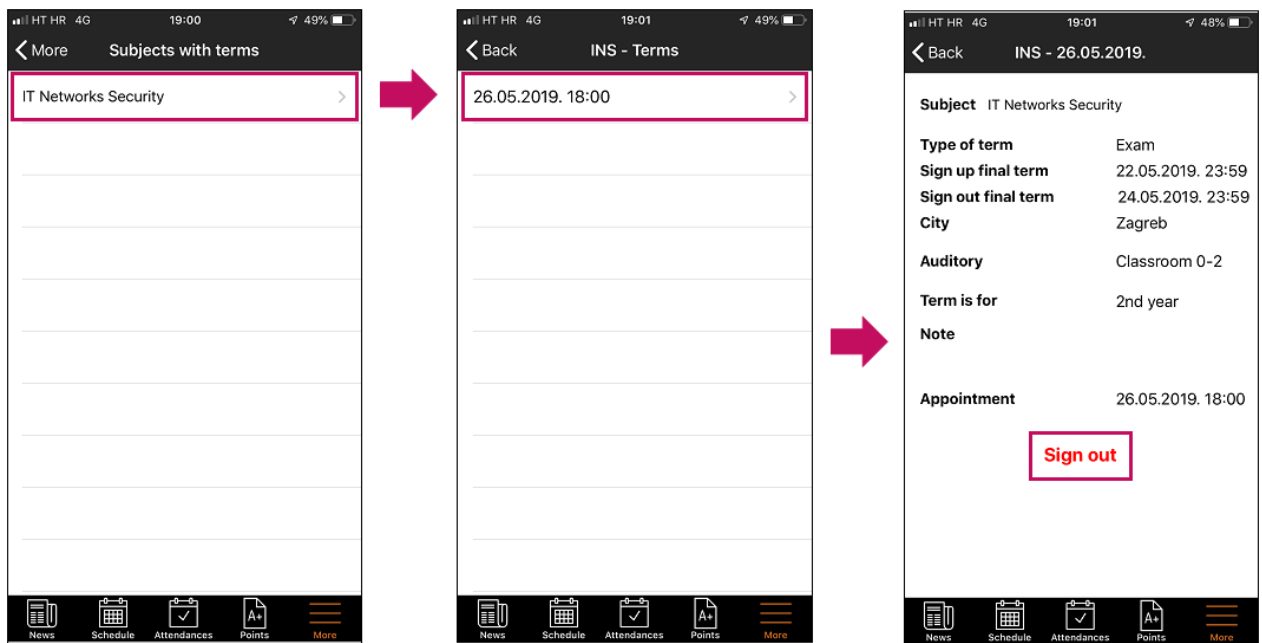 HT HR 4G 19:00 49%
More Subjects with terms
IT Networks Security
News Schedule Attendances Points More
HT HR 4G 19:01 49%
Back INS - Terms
26.05.2019. 18:00
News Schedule Attendances A+ Points More
HT HR 4G 19:01 48%
Back INS - 26.05.2019.
Subject IT Networks Security
Type of term Exam
Sign up final term 22.05.2019. 23:59
Sign out final term 24.05.2019. 23:59
City Zagreb
Auditory Classroom 0-2
Term is for 2nd year
Note
Appointment 26.05.2019. 18:00
Sign out
News Schedule Attendances A+ Points More